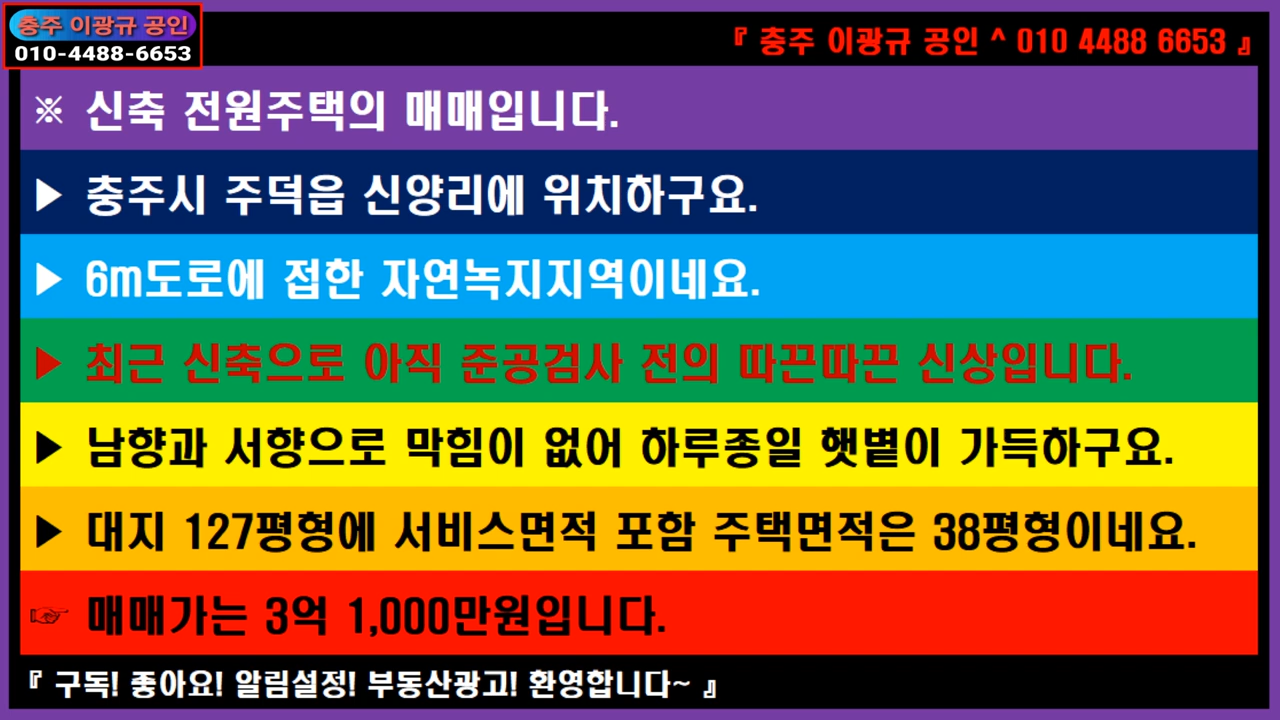 충주 이광규 공인
010-4488-6653
『 충주 이광규 공인 ^ 010 4488 6653 』
※ 신축 전원주택의 매매입니다.
▶ 충주시 주덕읍 신양리에 위치하구요.
▶ 6m도로에 접한 자연녹지지역이네요.
▶ 최근 신축으로 아직 준공검사 전의 따끈따끈 신상입니다.
▶ 남향과 서향으로 막힘이 없어 하루종일 햇볕이 가득하구요.
▶ 대지 127평형에 서비스면적 포함 주택면적은 38평형이네요.
☞ 매매가는 3억 1,000만원입니다.
『 구독! 좋아요! 알림설정! 부동산광고! 환영합니다~ 』